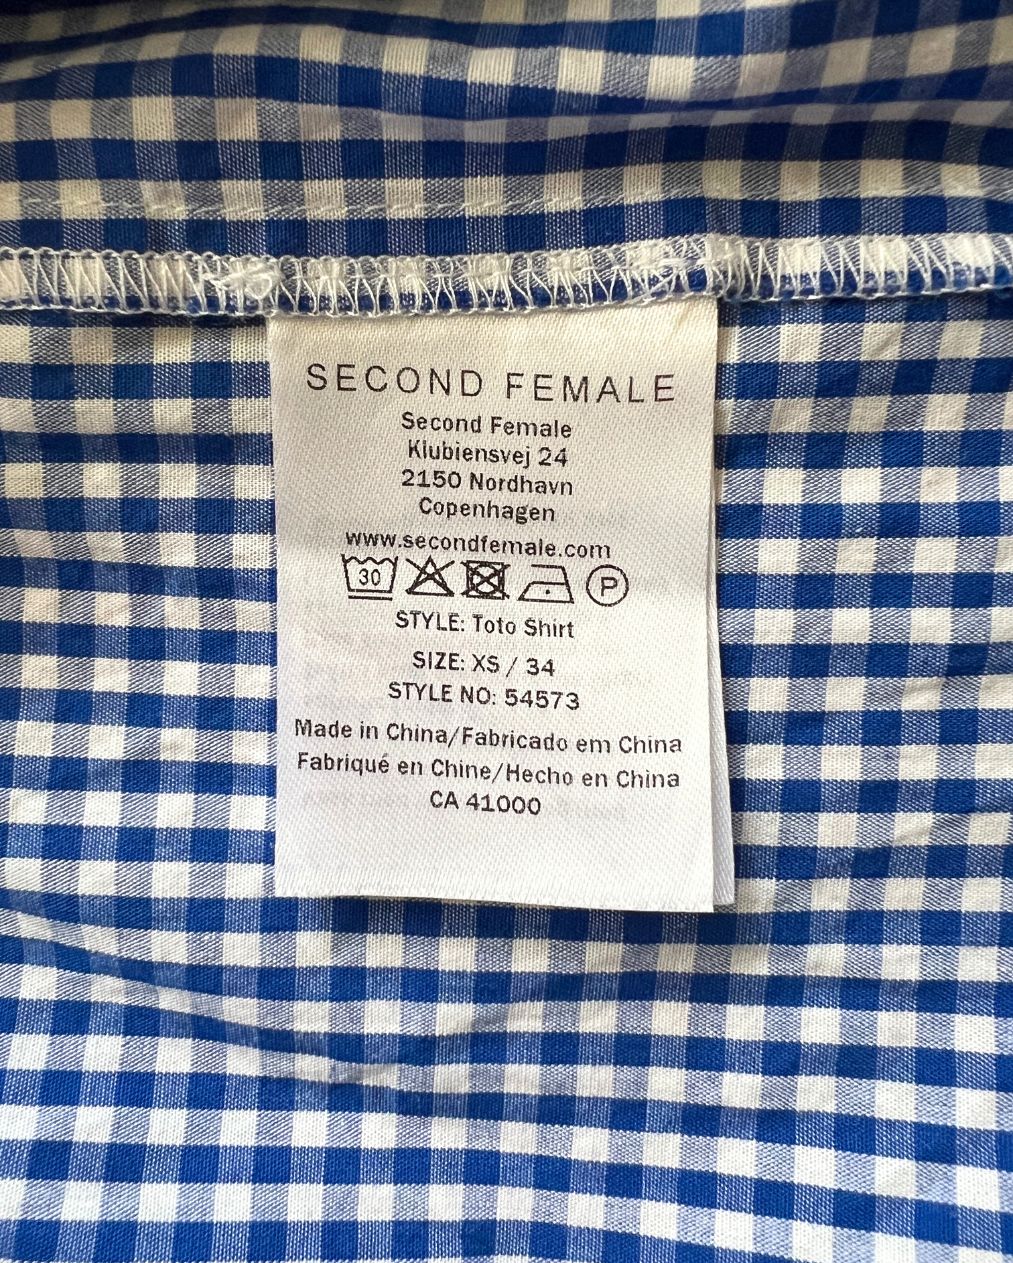 SECOND FEMALE
Second Female
Klubiensvej 24
2150 Nordhavn
Copenhagen
www.secondfemale.com
30 P
STYLE: Toto Shirt
SIZE: XS / 34
STYLE NO: 54573
Made in China/Fabricado em China
Fabriqué en Chine/Hecho en China
CA 41000